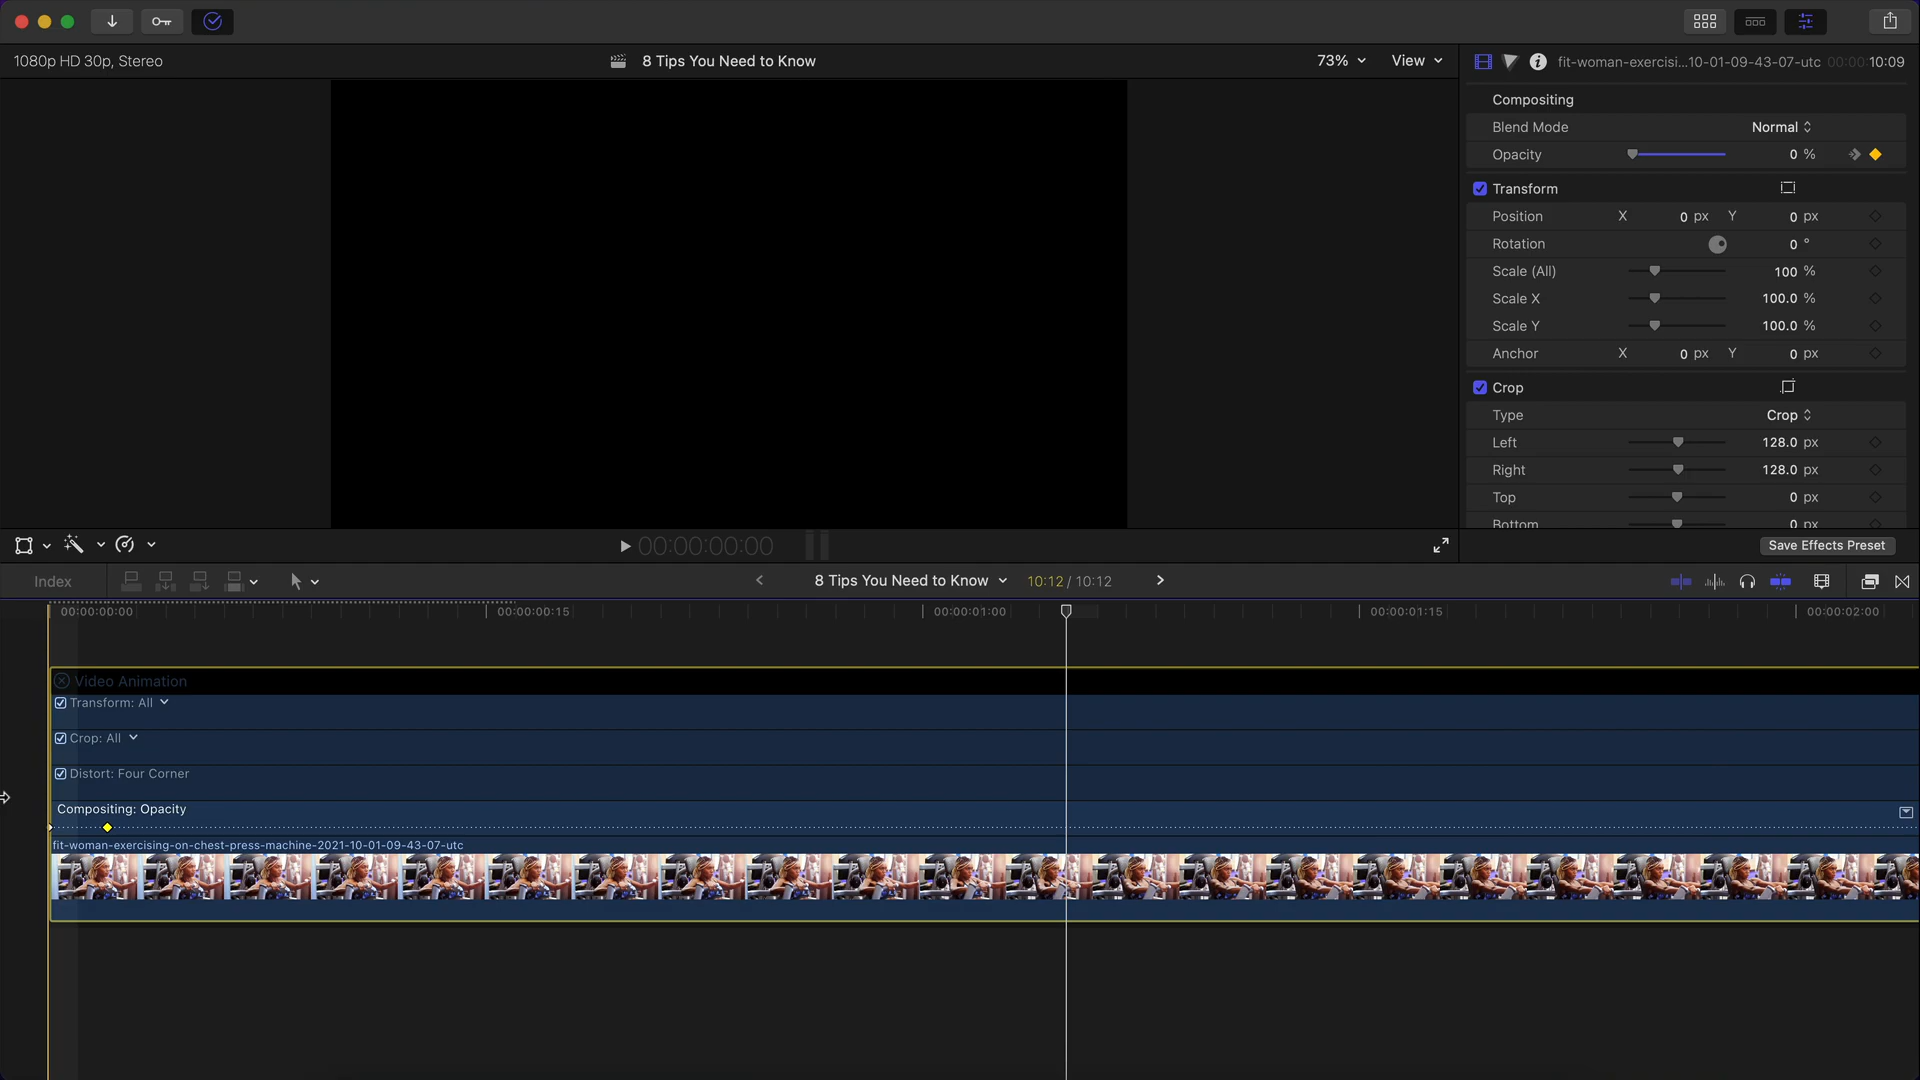 1080p HD 30p, Stereo
8 Tips You Need to Know
73%
View
fit-woman-exercisi...10-01-09-43-07-utc 00:00:10:09
Compositing
Blend Mode Normal
Opacity 0 %
Transform
Position X 0 px Y 0 px
Rotation 0 °
Scale (All) 100 %
Scale X 100.0 %
Scale Y 100.0 %
Anchor X 0 px Y 0 px
Crop
Type Crop
Left 128.0 px
Right 128.0 px
Top 0 px
Bottom 0 px
00:00:00:00
Save Effects Preset
Index
8 Tips You Need to Know
10:12 / 10:12
00:00:00:00 00:00:00:15 00:00:01:00 00:00:01:15 00:00:02:00
Video Animation
Transform: All
Crop: All
Distort: Four Corner
Compositing: Opacity
fit-woman-exercising-on-chest-press-machine-2021-10-01-09-43-07-utc